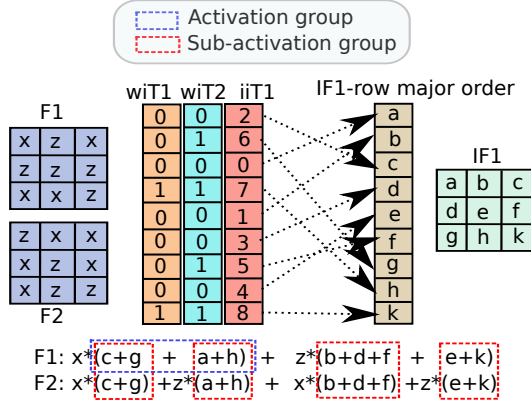 Activation group
Sub-activation group
F1
wiT1 wiT2 iiT1
IF1-row major order
x z x
z z z
x x z
z x x
x z z
x x z
F2
0 0 2
0 1 6
0 0 0
1 1 7
0 0 1
0 0 3
0 1 5
0 0 4
1 1 8
a
b
c
d
e
f
g
h
k
IF1
a b c
d e f
g h k
F1: x*(c+g + a+h) + z*(b+d+f + e+k)
F2: x*(c+g) +z*(a+h) + x*(b+d+f) +z*(e+k)